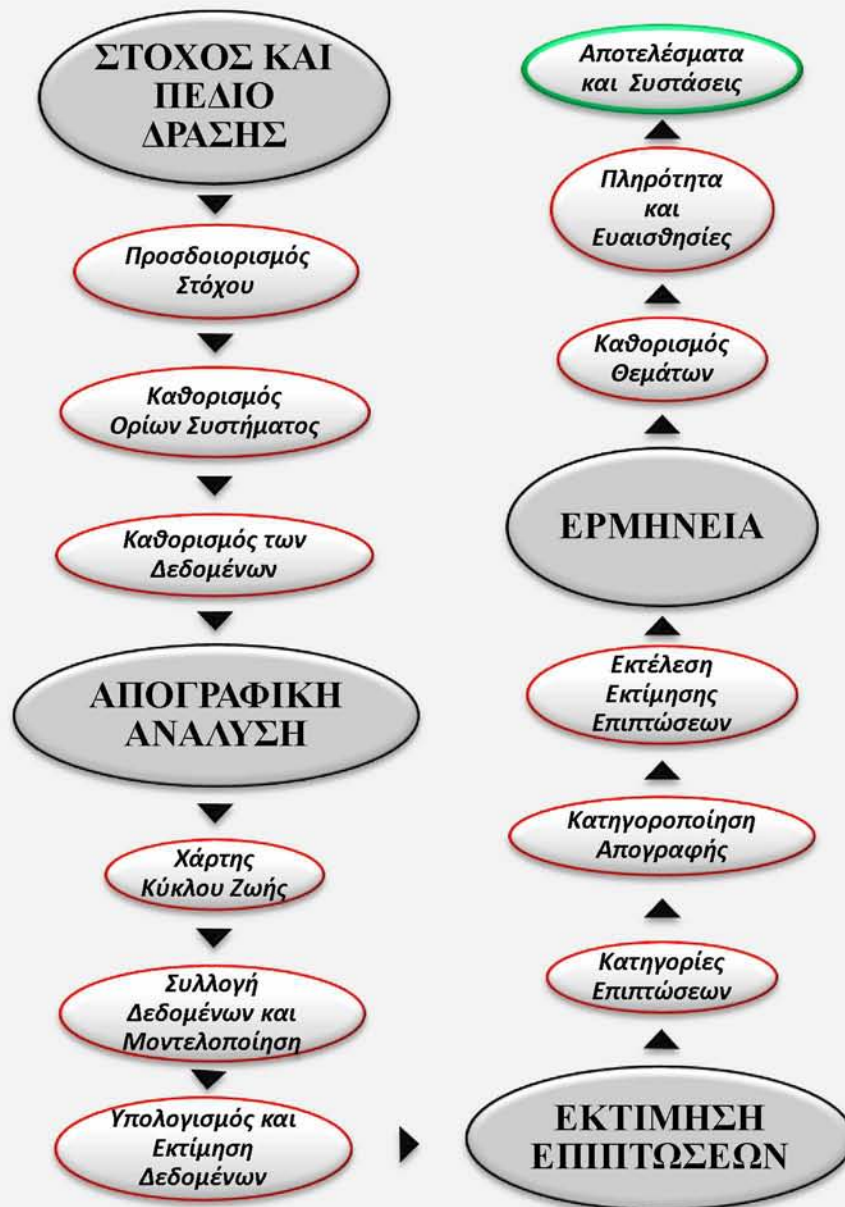 ΣΤΟΧΟΣ ΚΑΙ
ΠΕΔΙΟ
ΔΡΑΣΗΣ
Προσδοιορισμός
Στόχου
Καθορισμός
Ορίων Συστήματος
Καθορισμός των
Δεδομένων
ΑΠΟΓΡΑΦΙΚΗ
ΑΝΑΛΥΣΗ
Χάρτης
Κύκλου Ζωής
Συλλογή
Δεδομένων και
Μοντελοποίηση
Υπολογισμός και
Εκτίμηση
Δεδομένων
ΕΚΤΙΜΗΣΗ
ΕΠΙΠΤΩΣΕΩΝ
Κατηγορίες
Επιπτώσεων
Κατηγοροποίηση
Απογραφής
Εκτέλεση
Εκτίμησης
Επιπτώσεων
ΕΡΜΗΝΕΙΑ
Καθορισμός
Θεμάτων
Πληρότητα
και
Ευαισθησίες
Αποτελέσματα
και Συστάσεις